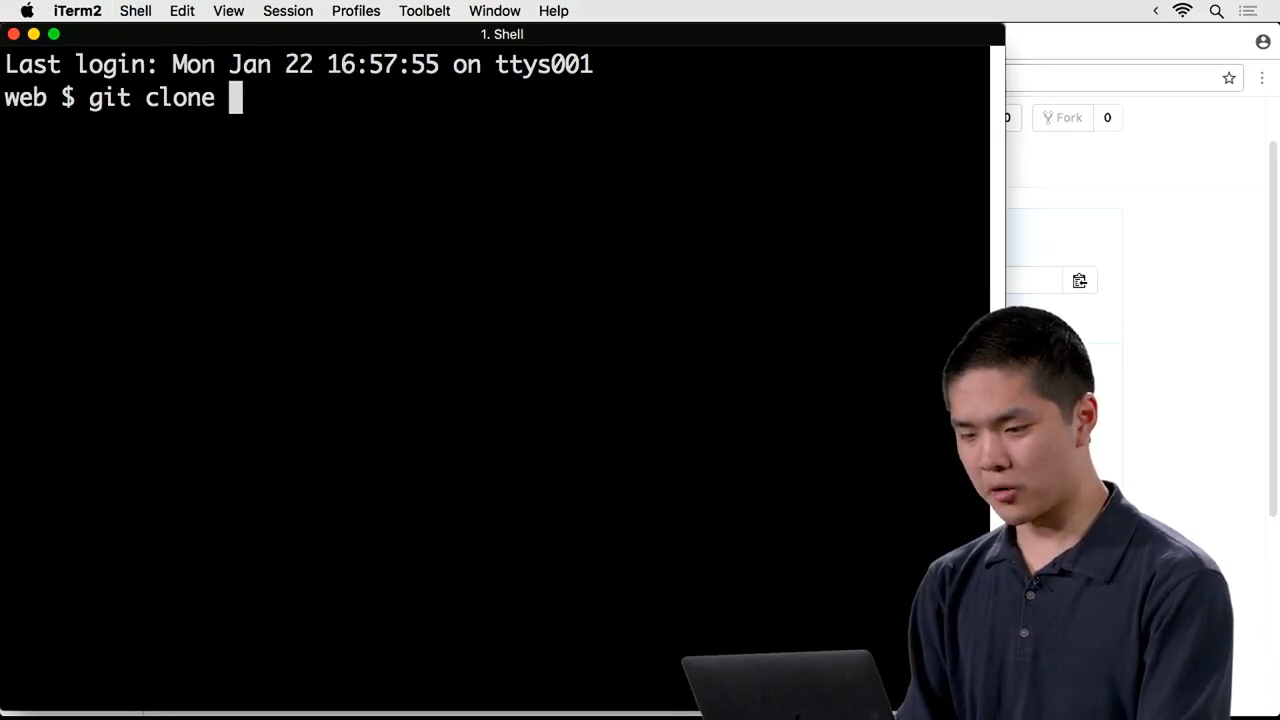 iTerm2 Shell Edit View Session Profiles Toolbelt Window Help
1. Shell
Last login: Mon Jan 22 16:57:55 on ttys001
web $ git clone
0 Fork 0